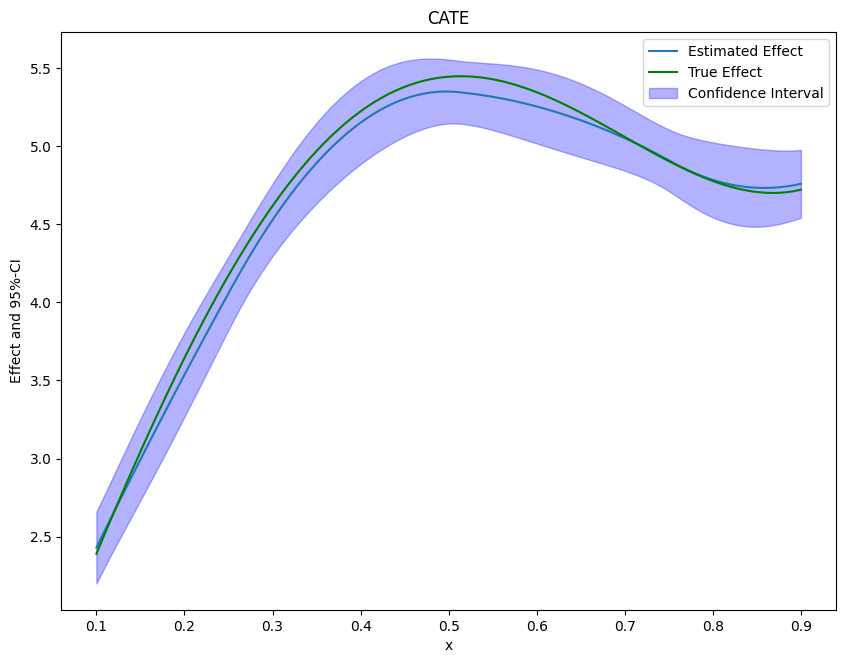 CATE
Estimated Effect
True Effect
Confidence Interval
Effect and 95%-CI
5.5
5.0
4.5
4.0
3.5
3.0
2.5
0.1 0.2 0.3 0.4 0.5 0.6 0.7 0.8 0.9
x